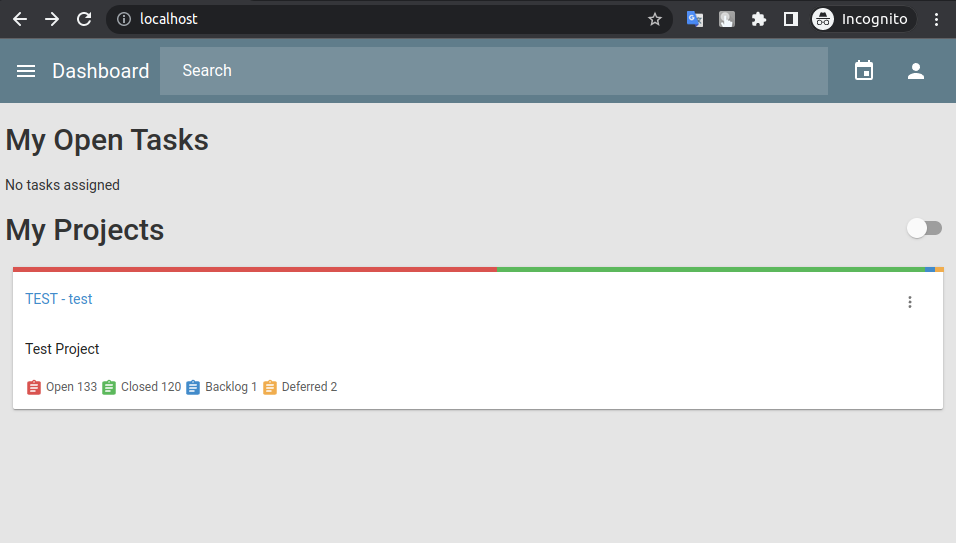 localhost
Incognito
Dashboard
Search
My Open Tasks
No tasks assigned
My Projects
TEST - test
Test Project
Open 133 Closed 120 Backlog 1 Deferred 2